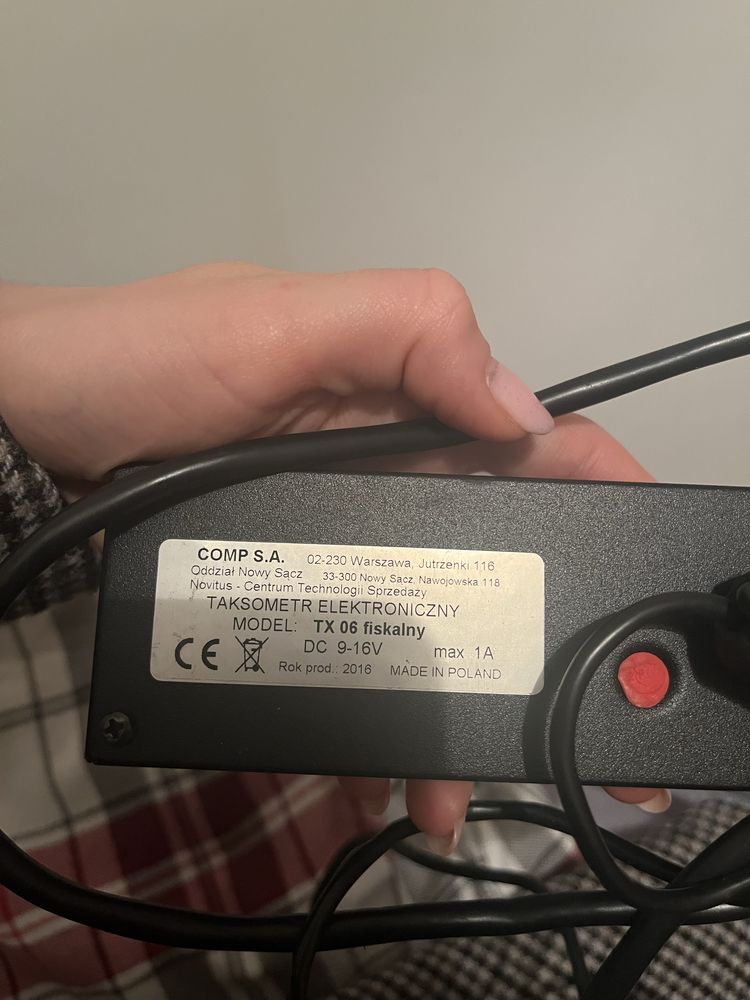 COMP S.A. 02-230 Warszawa, Jutrzenki 116
Oddział Nowy Sącz 33-300 Nowy Sącz, Nawojowska 118
Novitus - Centrum Technologii Sprzedaży
TAKSOMETR ELEKTRONICZNY
MODEL: TX 06 fiskalny
CE DC 9-16V max 1A
Rok prod.: 2016 MADE IN POLAND